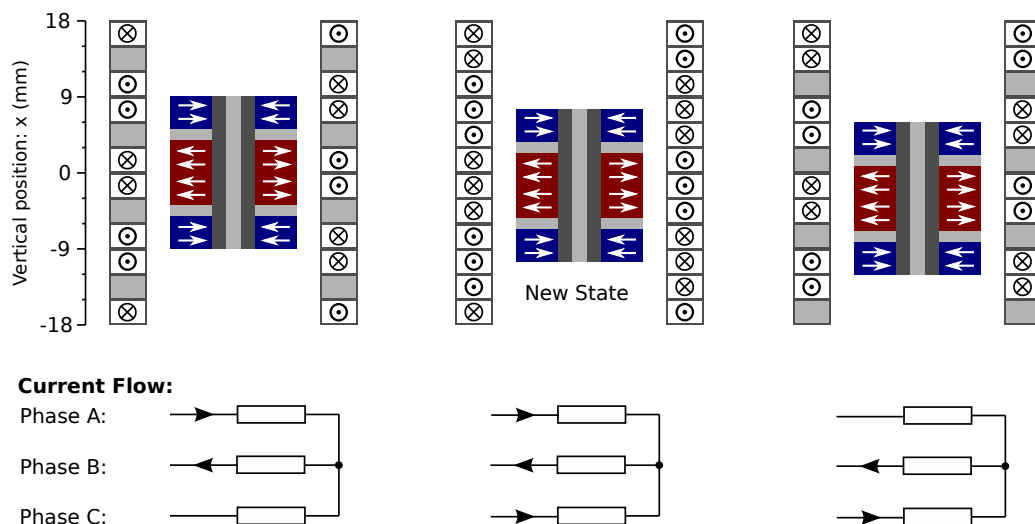 Vertical position: x (mm)
18
9
0
-9
-18
New State
Current Flow:
Phase A:
Phase B:
Phase C: